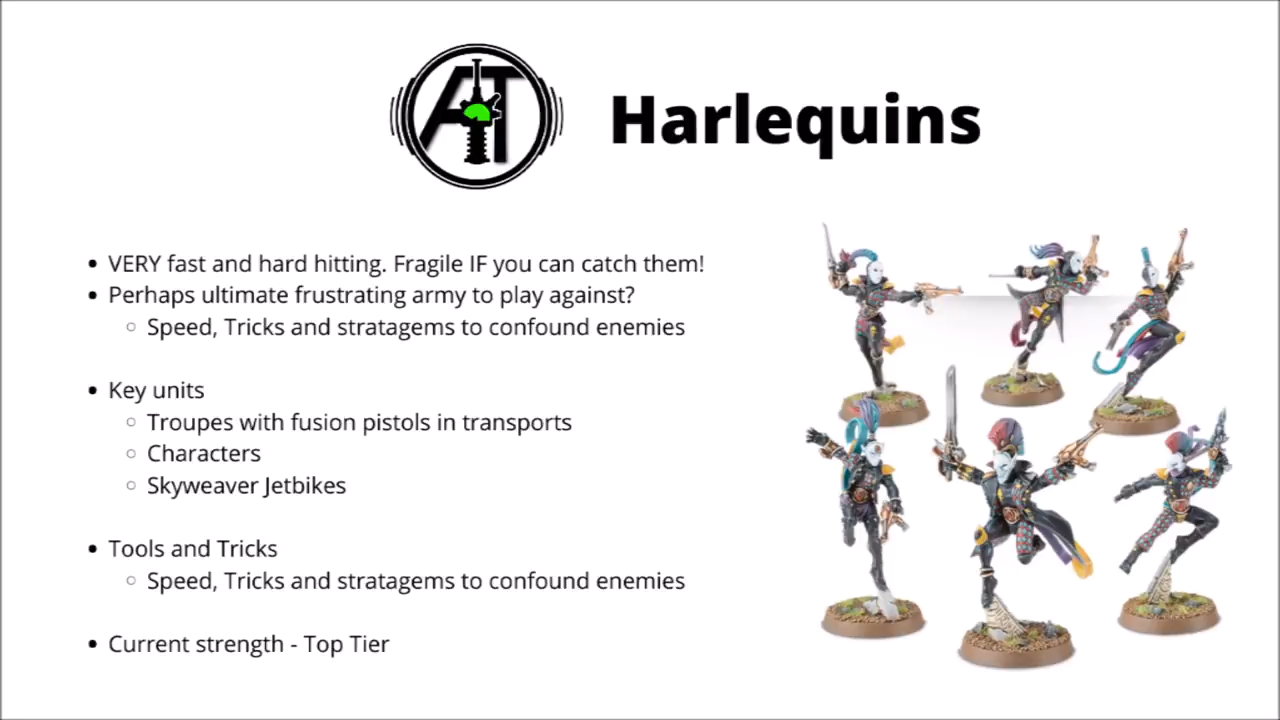 AT
Harlequins
VERY fast and hard hitting. Fragile IF you can catch them!
Perhaps ultimate frustrating army to play against?
Speed, Tricks and stratagems to confound enemies
Key units
Troupes with fusion pistols in transports
Characters
Skyweaver Jetbikes
Tools and Tricks
Speed, Tricks and stratagems to confound enemies
Current strength - Top Tier